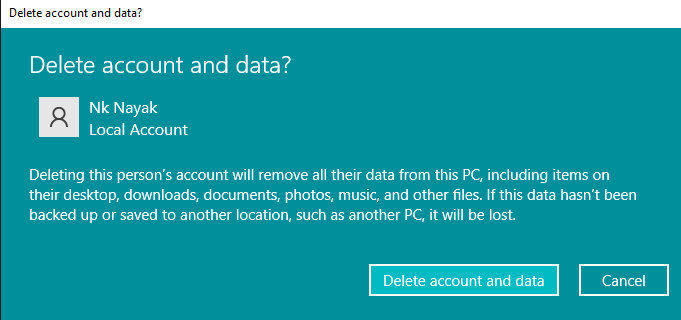 Delete account and data?
Delete account and data?
Nk Nayak
Local Account
Deleting this person’s account will remove all their data from this PC, including items on
their desktop, downloads, documents, photos, music, and other files. If this data hasn’t been
backed up or saved to another location, such as another PC, it will be lost.
Delete account and data
Cancel